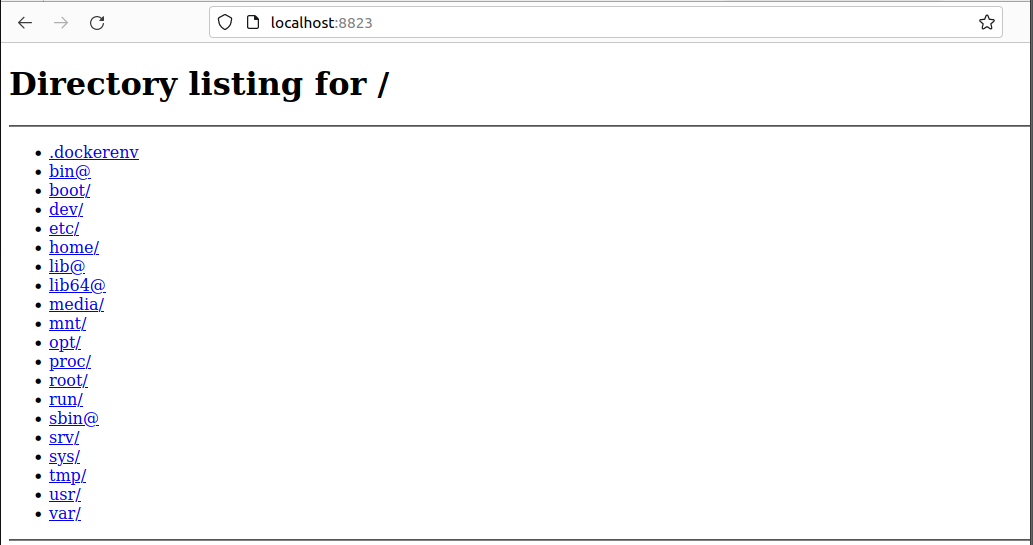 localhost:8823
Directory listing for /
.dockerenv
bin@
boot/
dev/
etc/
home/
lib@
lib64@
media/
mnt/
opt/
proc/
root/
run/
sbin@
srv/
sys/
tmp/
usr/
var/